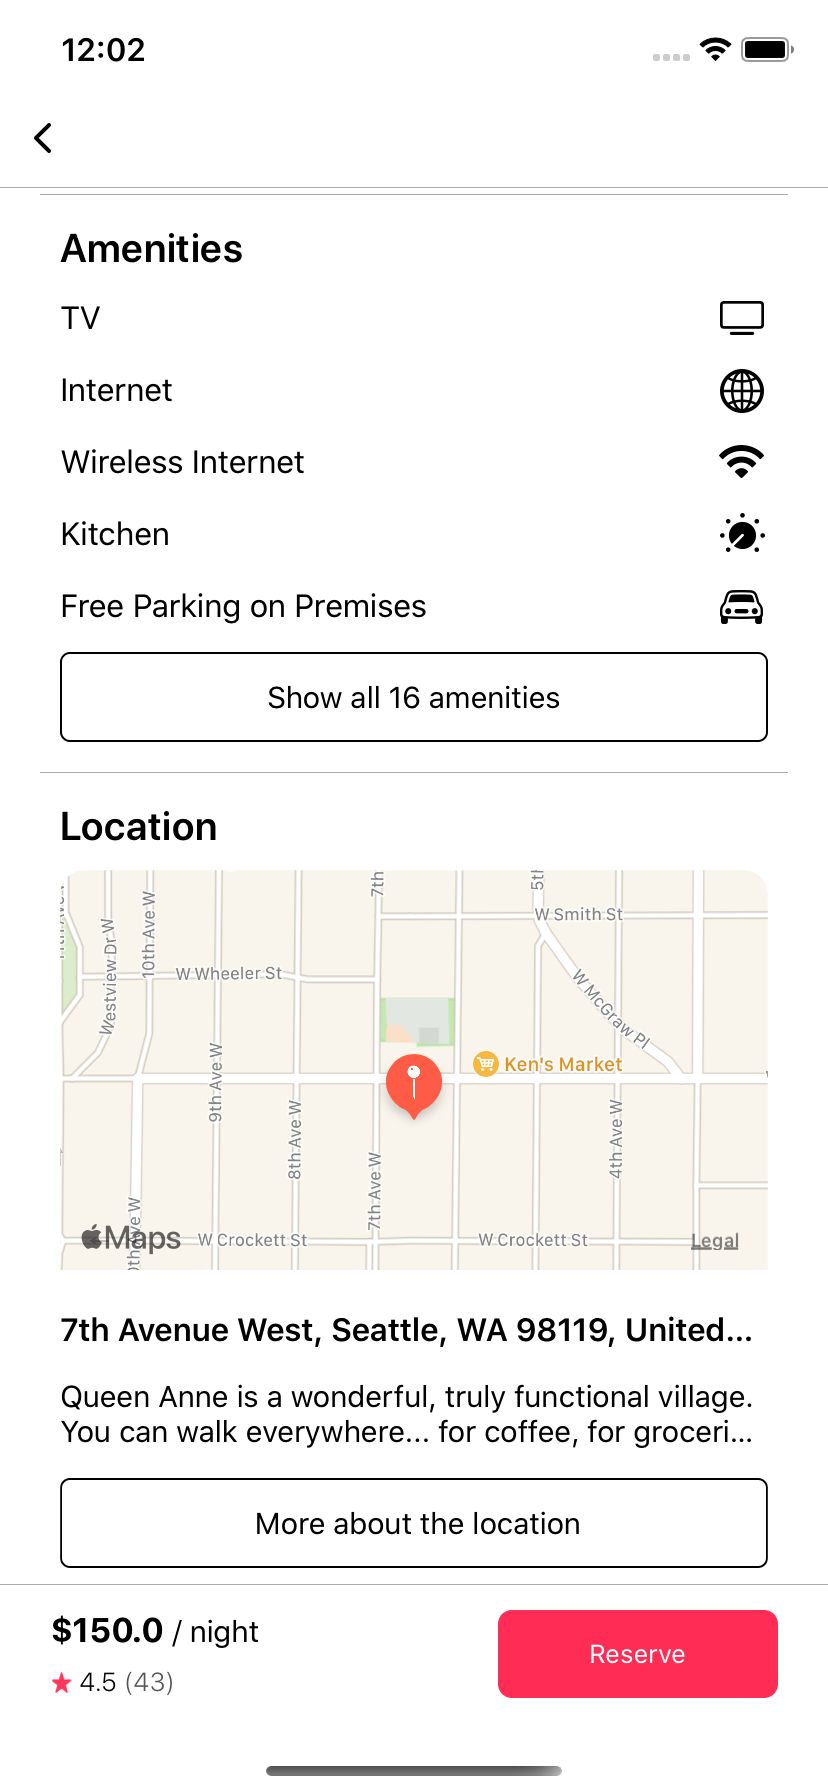 12:02
Amenities
TV
Internet
Wireless Internet
Kitchen
Free Parking on Premises
Show all 16 amenities
Location
7th
5th
W Smith St
Westview Dr W
10th Ave W
W Wheeler St
W McGraw Pl
Ken's Market
9th Ave W
8th Ave W
4th Ave W
7th Ave W
Maps
W Crockett St
W Crockett St
Legal
7th Avenue West, Seattle, WA 98119, United...
Queen Anne is a wonderful, truly functional village.
You can walk everywhere... for coffee, for groceri...
More about the location
$150.0 / night
4.5 (43)
Reserve